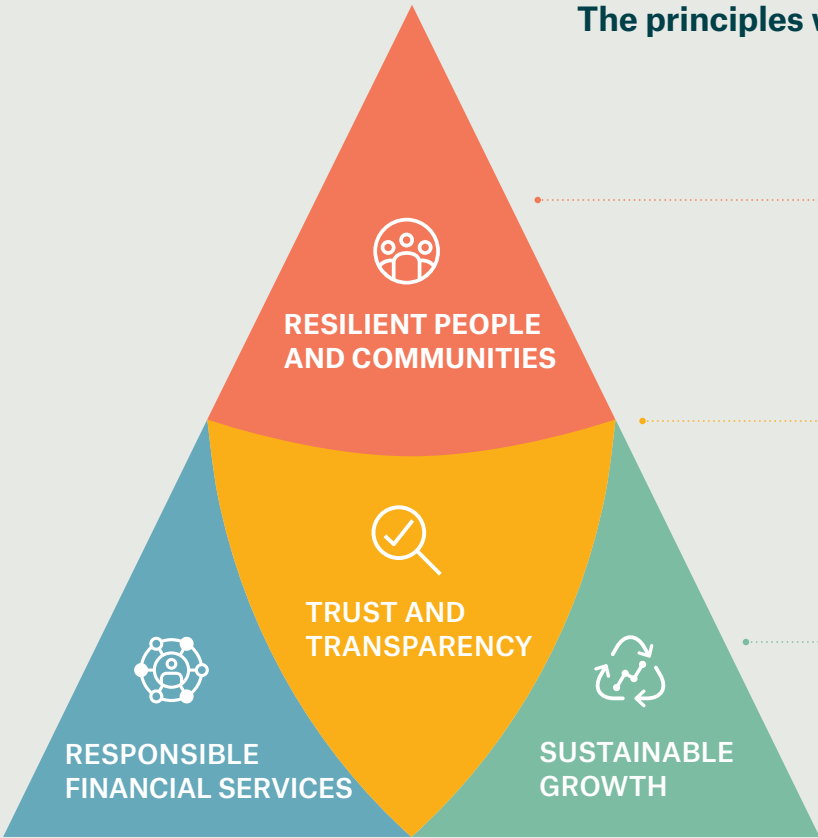 The principles
RESILIENT PEOPLE
AND COMMUNITIES
TRUST AND
TRANSPARENCY
RESPONSIBLE
FINANCIAL SERVICES
SUSTAINABLE
GROWTH